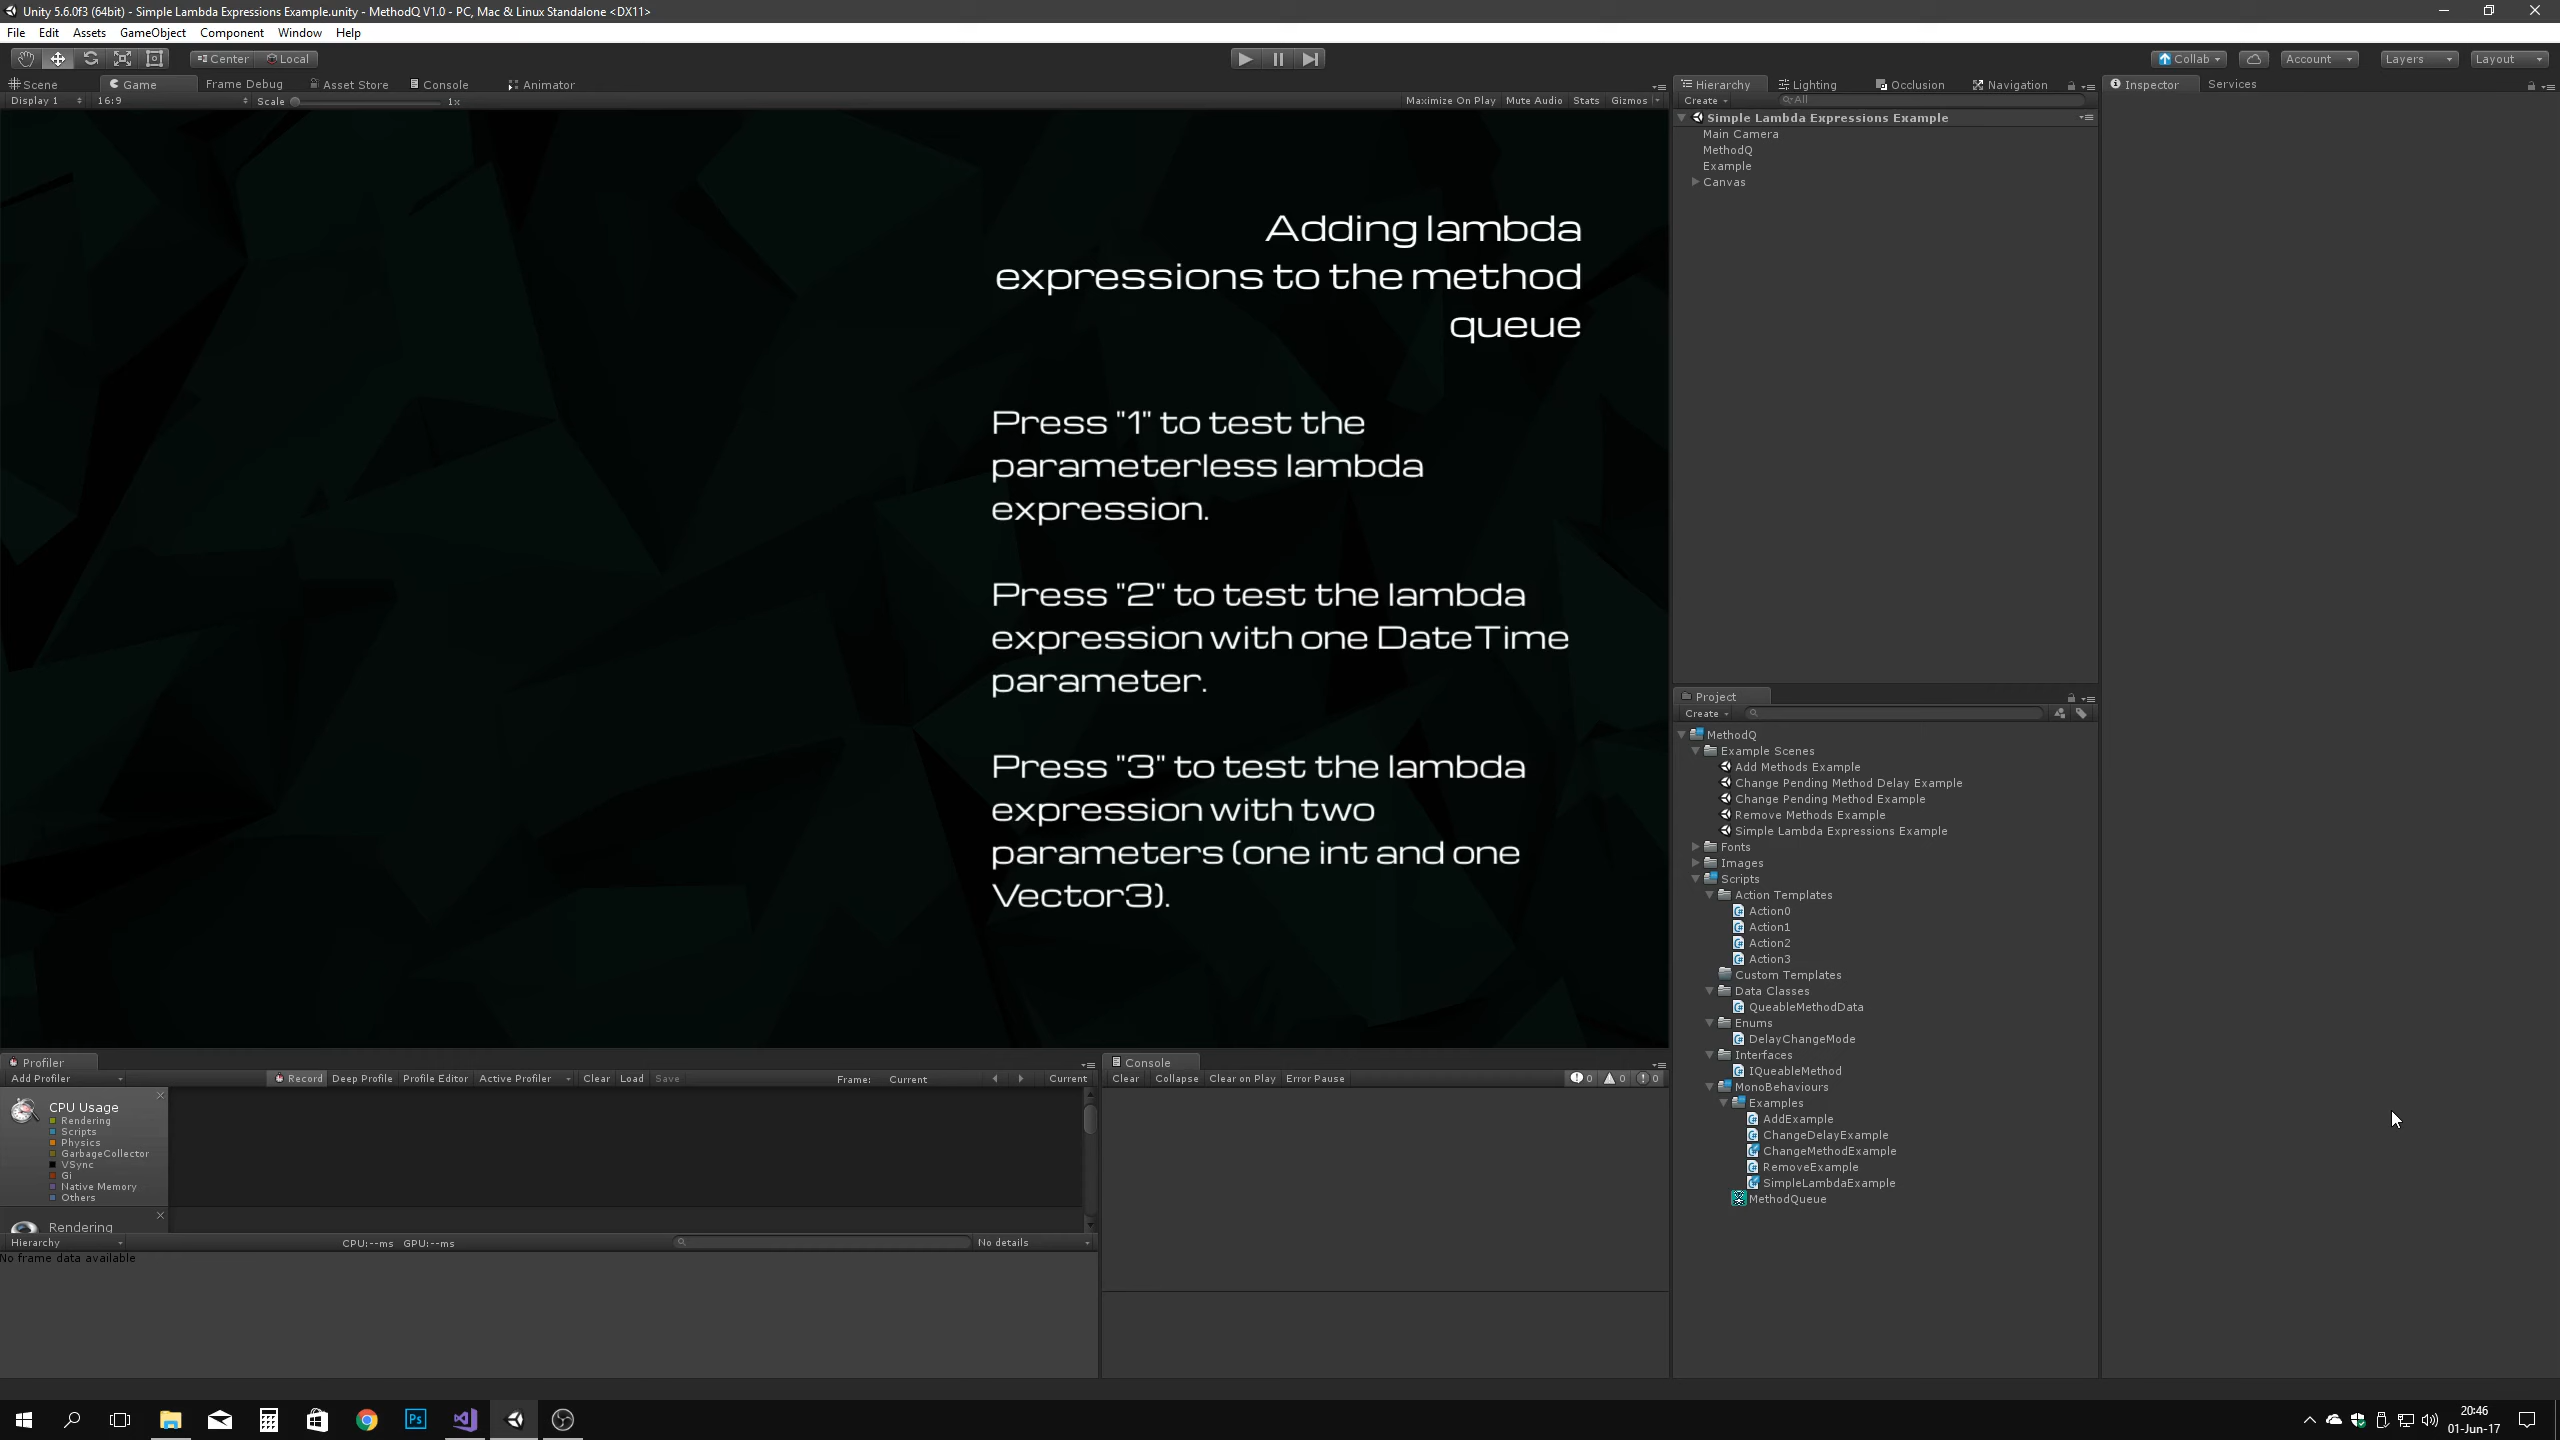 Unity 5.6.0f3 (64bit) - Simple Lambda Expressions Example.unity - MethodQ V1.0 - PC, Mac & Linux Standalone <DX11>
File Edit Assets GameObject Component Window Help
Center Local
Collab Account Layers Layout
Scene Game Frame Debug Asset Store Console Animator
Display 1 16:9 Scale 1x Maximize On Play Mute Audio Stats Gizmos
Adding lambda
expressions to the method
queue
Press "1" to test the
parameterless lambda
expression.
Press "2" to test the lambda
expression with one DateTime
parameter.
Press "3" to test the lambda
expression with two
parameters (one int and one
Vector3).
Hierarchy Lighting Occlusion Navigation
Create All
Simple Lambda Expressions Example
Main Camera
MethodQ
Example
Canvas
Inspector Services
Project
Create
MethodQ
Example Scenes
Add Methods Example
Change Pending Method Delay Example
Change Pending Method Example
Remove Methods Example
Simple Lambda Expressions Example
Fonts
Images
Scripts
Action Templates
Action0
Action1
Action2
Action3
Custom Templates
Data Classes
QueableMethodData
Enums
DelayChangeMode
Interfaces
IQueableMethod
MonoBehaviours
Examples
AddExample
ChangeDelayExample
ChangeMethodExample
RemoveExample
SimpleLambdaExample
MethodQueue
Profiler
Add Profiler Record Deep Profile Profile Editor Active Profiler Clear Load Save Frame: Current Current
CPU Usage
Rendering
Scripts
Physics
GarbageCollector
VSync
Gi
Native Memory
Others
Rendering
Hierarchy CPU:--ms GPU:--ms No details
No frame data available
Console
Clear Collapse Clear on Play Error Pause 0 0 0
Ps
20:46
01-Jun-17